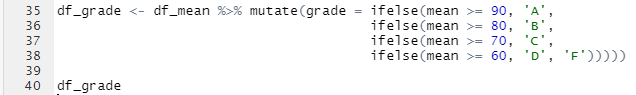 35 df_grade <- df_mean %>% mutate(grade = ifelse(mean >= 90, 'A',
36 ifelse(mean >= 80, 'B',
37 ifelse(mean >= 70, 'C',
38 ifelse(mean >= 60, 'D', 'F')))))
39
40 df_grade